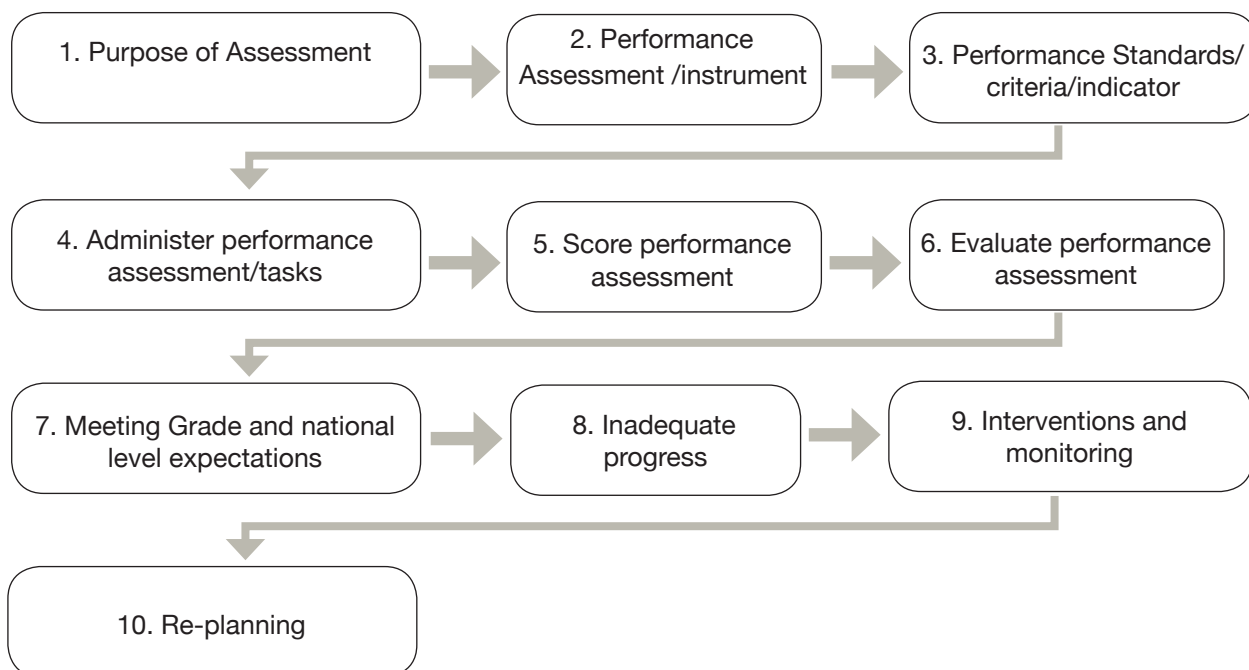 1. Purpose of Assessment
2. Performance
Assessment /instrument
3. Performance Standards/
criteria/indicator
4. Administer performance
assessment/tasks
5. Score performance
assessment
6. Evaluate performance
assessment
7. Meeting Grade and national
level expectations
8. Inadequate
progress
9. Interventions and
monitoring
10. Re-planning